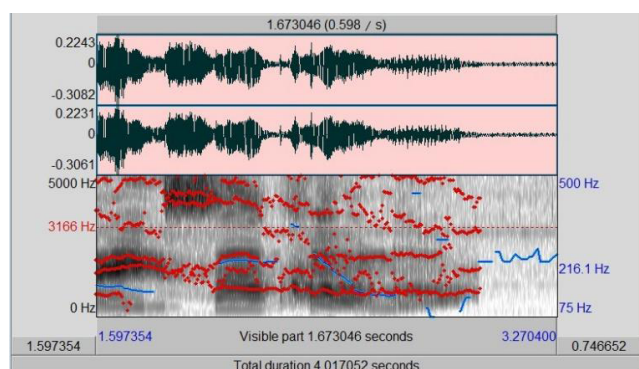 1.673046 (0.598 / s)
0.2243
0
-0.3082
0.2231
0
-0.3061
5000 Hz 500 Hz
3166 Hz
216.1 Hz
0 Hz 75 Hz
1.597354 Visible part 1.673046 seconds 3.270400
1.597354 0.746652
Total duration 4.017052 seconds